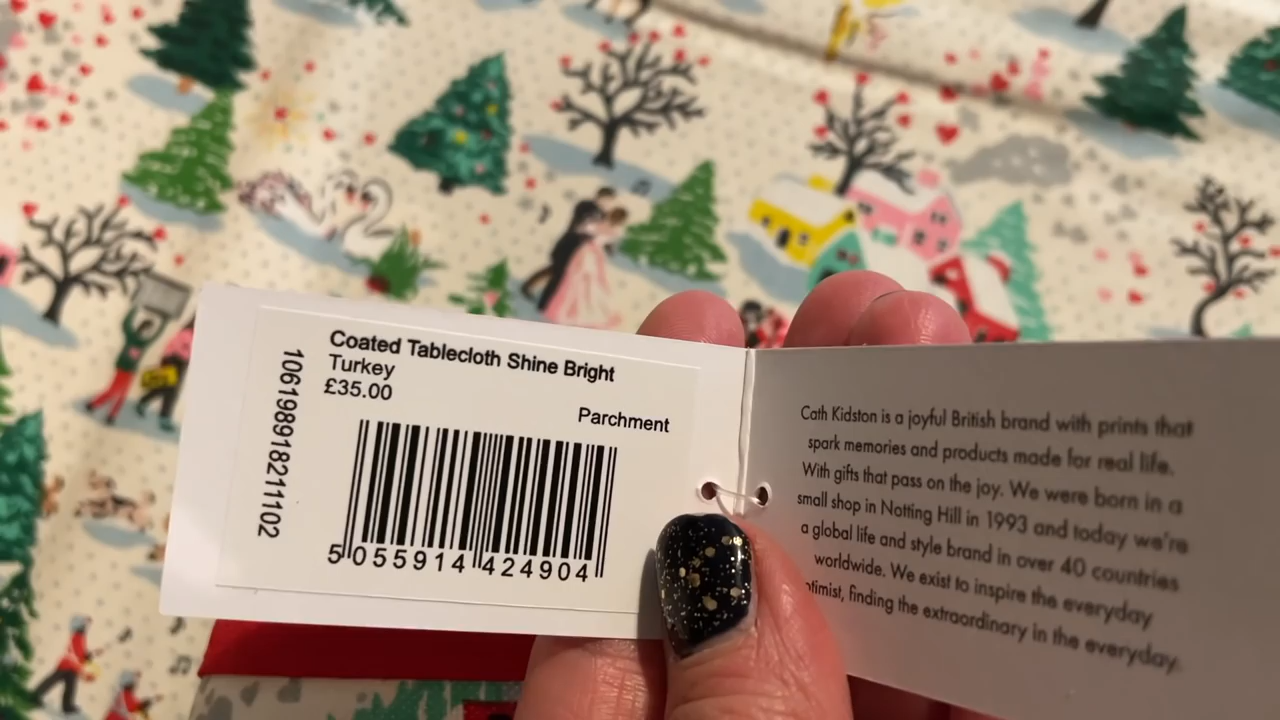 Coated Tablecloth Shine Bright
Turkey
£35.00
Parchment
10619891821102
5 055914 424904
Cath Kidston is a joyful British brand with prints that
spark memories and products made for real life.
With gifts that pass on the joy. We were born in a
small shop in Notting Hill in 1993 and today we're
a global life and style brand in over 40 countries
worldwide. We exist to inspire the everyday
finding the extraordinary in the everyday.